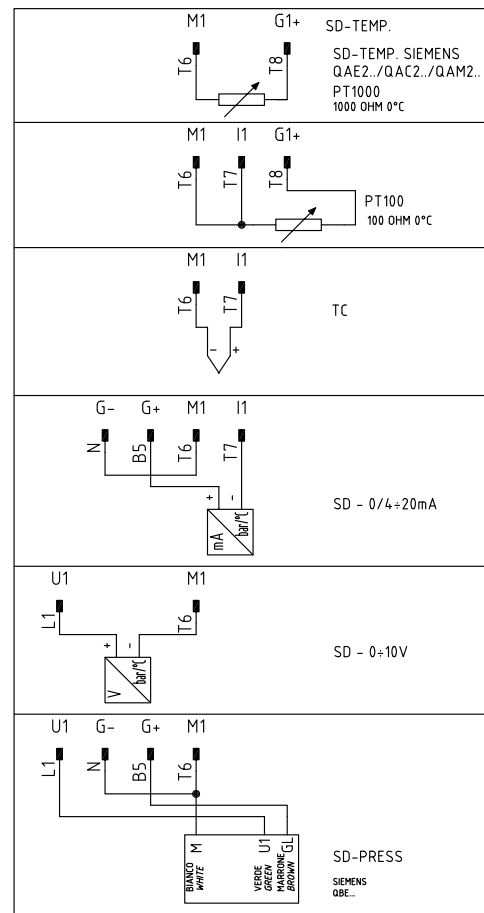 M1 G1+ SD-TEMP.
T6 T8
SD-TEMP. SIEMENS
QAE2../QAC2../QAM2..
PT1000
1000 OHM 0°C
M1 I1 G1+
T6 T7 T8
PT100
100 OHM 0°C
M1 I1
T6 T7
- +
TC
G- G+ M1 I1
N B5 T6 T7
+ -
mA bar/°C
SD - 0/4÷20mA
U1 M1
L1 T6
+ -
V bar/°C
SD - 0÷10V
U1 G- G+ M1
L1 N B5 T6
M U1 GL
BIANCO
WHITE
VERDE
GREEN
MARRONE
BROWN
SD-PRESS
SIEMENS
QBE...